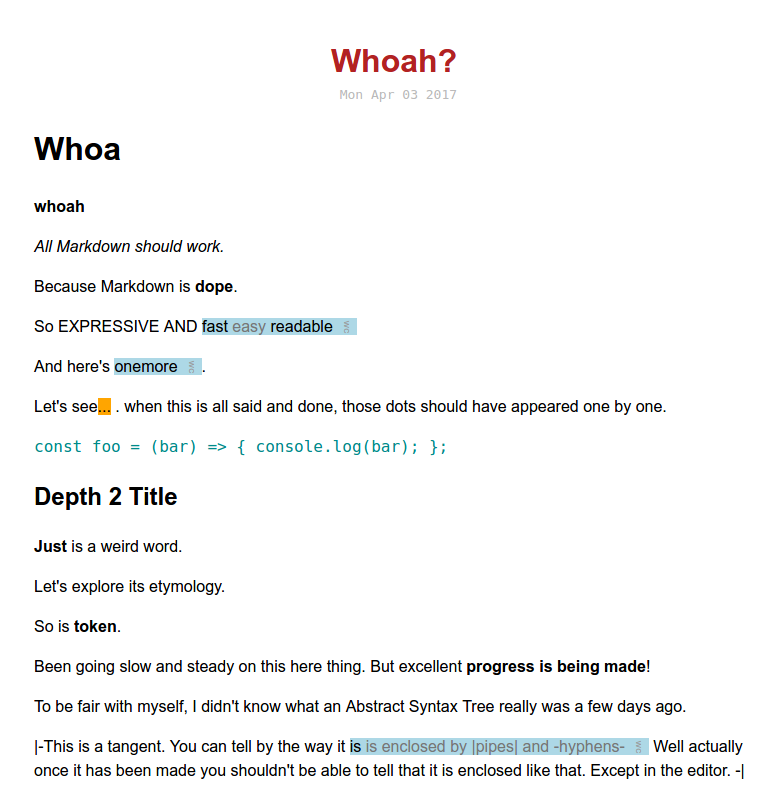 Whoah?
Mon Apr 03 2017
Whoa
whoah
All Markdown should work.
Because Markdown is dope.
So EXPRESSIVE AND fast easy readable WC
And here's onemore WC.
Let's see... . when this is all said and done, those dots should have appeared one by one.
const foo = (bar) => { console.log(bar); };
Depth 2 Title
Just is a weird word.
Let's explore its etymology.
So is token.
Been going slow and steady on this here thing. But excellent progress is being made!
To be fair with myself, I didn't know what an Abstract Syntax Tree really was a few days ago.
|-This is a tangent. You can tell by the way it is is enclosed by |pipes| and -hyphens- WC Well actually
once it has been made you shouldn't be able to tell that it is enclosed like that. Except in the editor. -|